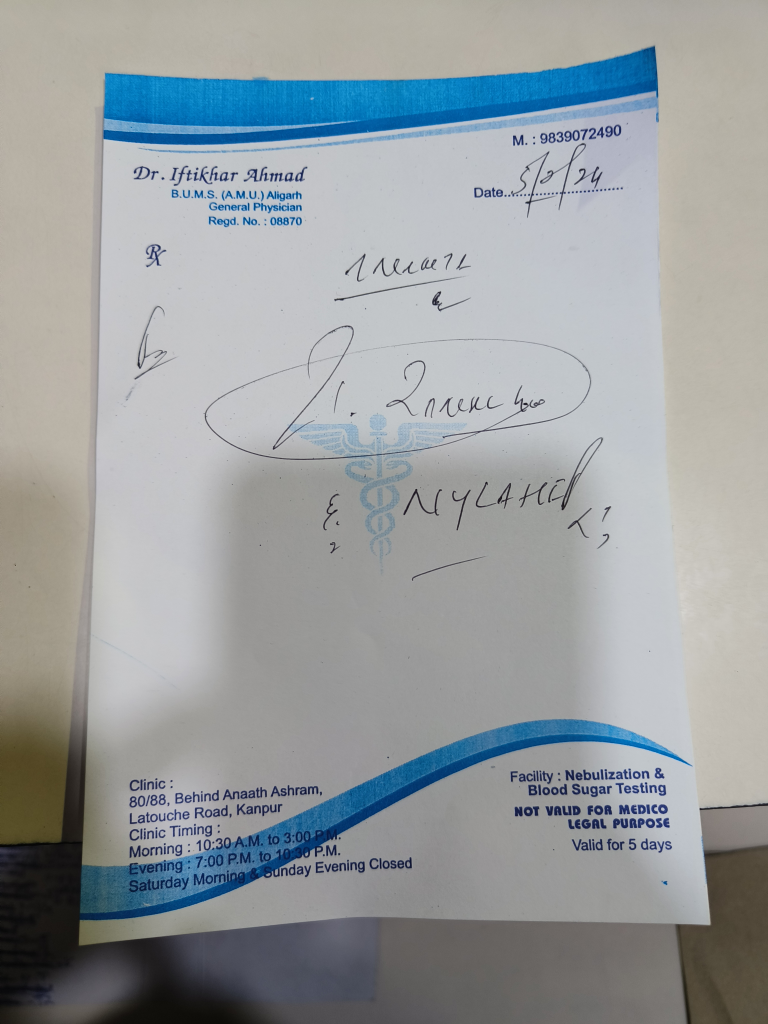 M. : 9839072490
Dr. Iftikhar Ahmad
B.U.M.S. (A.M.U.) Aligarh
General Physician
Regd. No. : 08870
Date 5/2/24
Rx
NYLAHEP
Clinic :
80/88, Behind Anaath Ashram,
Latouche Road, Kanpur
Clinic Timing :
Morning : 10:30 A.M. to 3:00 P.M.
Evening : 7:00 P.M. to 10:30 P.M.
Saturday Morning & Sunday Evening Closed
Facility : Nebulization &
Blood Sugar Testing
NOT VALID FOR MEDICO
LEGAL PURPOSE
Valid for 5 days